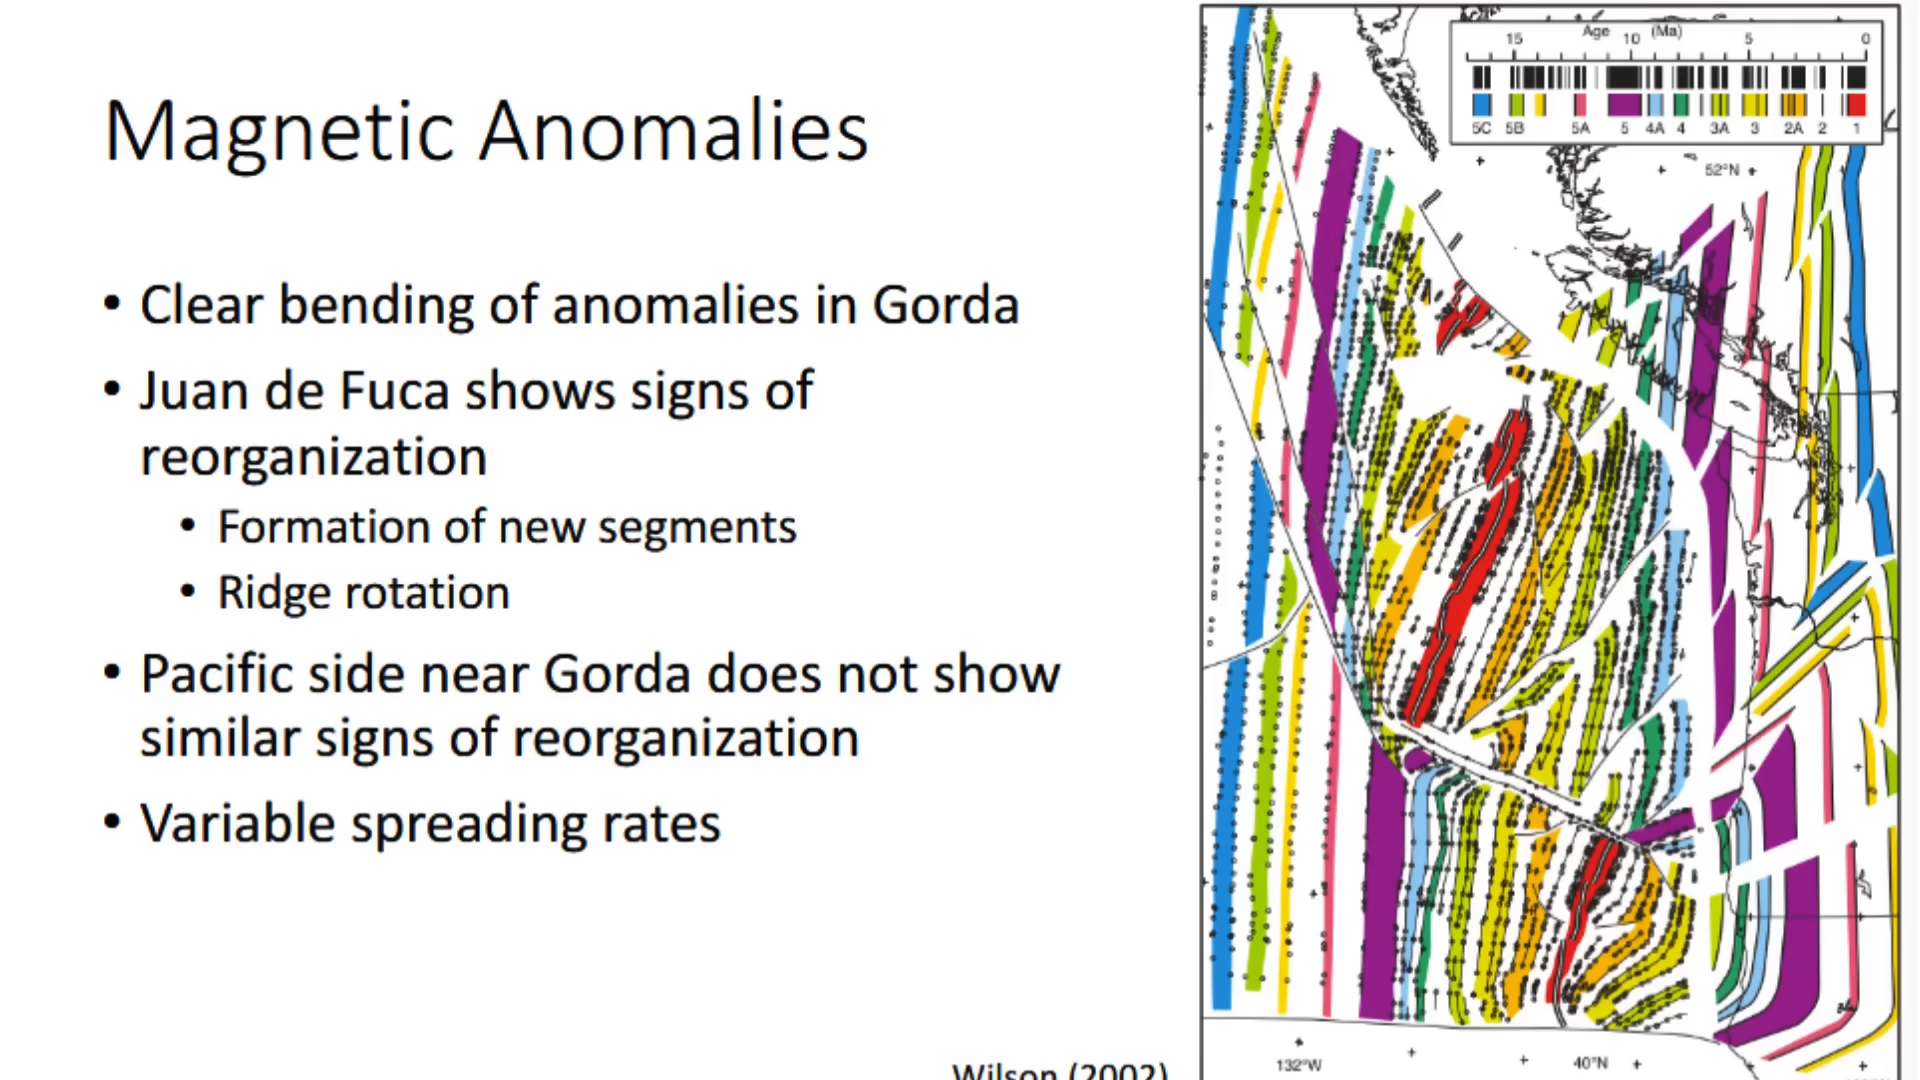 Magnetic Anomalies
• Clear bending of anomalies in Gorda
• Juan de Fuca shows signs of
reorganization
• Formation of new segments
• Ridge rotation
• Pacific side near Gorda does not show
similar signs of reorganization
• Variable spreading rates
Wilson (2002)
Age (Ma)
15 10 5 0
5C 5B 5A 5 4A 4 3A 3 2A 2 1
52°N
132°W 40°N